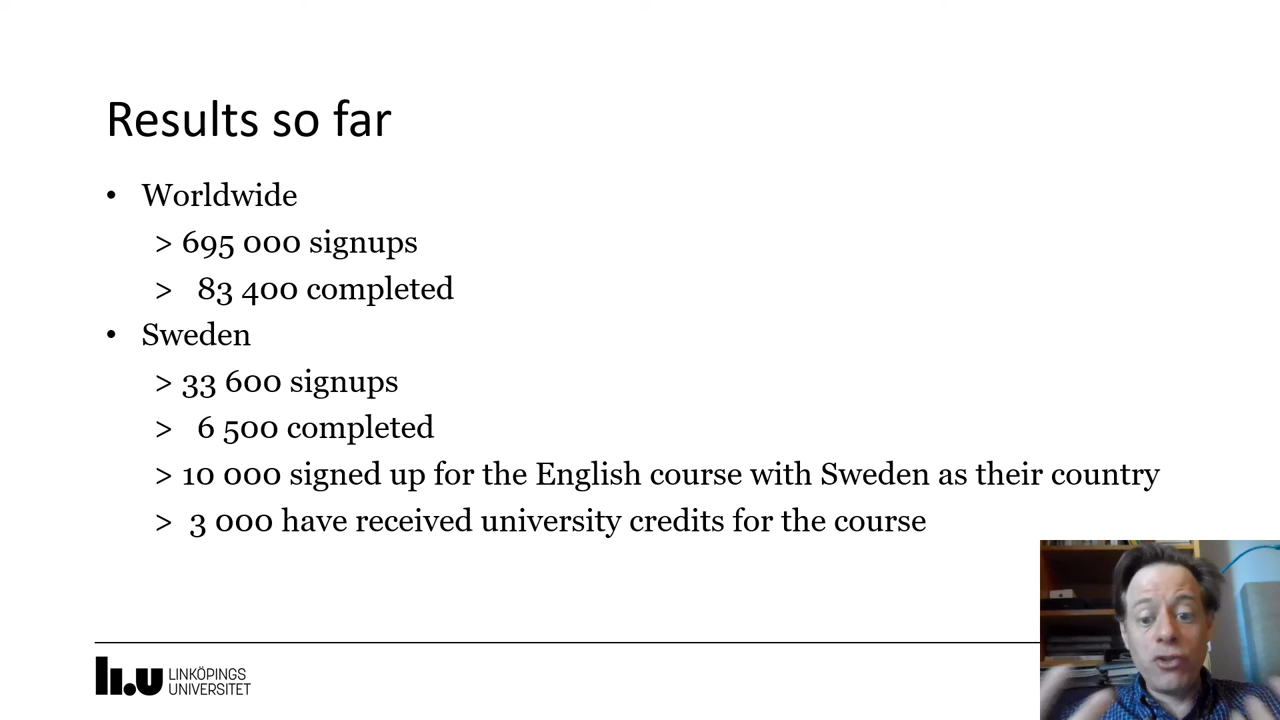 Results so far
• Worldwide
> 695 000 signups
> 83 400 completed
• Sweden
> 33 600 signups
> 6 500 completed
> 10 000 signed up for the English course with Sweden as their country
> 3 000 have received university credits for the course
li.u LINKÖPINGS
UNIVERSITET